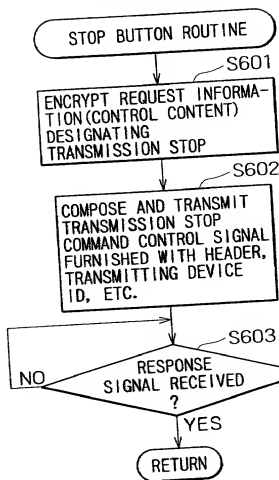 STOP BUTTON ROUTINE
S601
ENCRYPT REQUEST INFORMA-
TION(CONTROL CONTENT)
DESIGNATING
TRANSMISSION STOP
S602
COMPOSE AND TRANSMIT
TRANSMISSION STOP
COMMAND CONTROL SIGNAL
FURNISHED WITH HEADER,
TRANSMITTING DEVICE
ID, ETC.
S603
RESPONSE
SIGNAL RECEIVED
?
NO
YES
RETURN